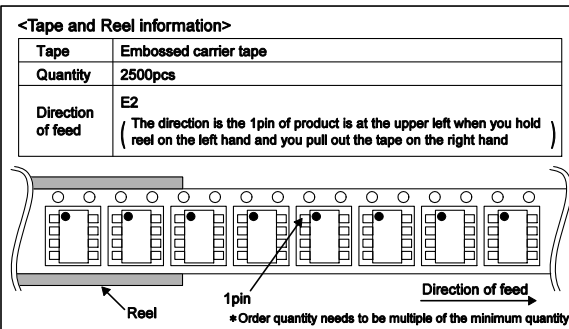 <Tape and Reel information>
Tape Embossed carrier tape
Quantity 2500pcs
Direction of feed E2
( The direction is the 1pin of product is at the upper left when you hold
reel on the left hand and you pull out the tape on the right hand )
Reel
1pin
Direction of feed
*Order quantity needs to be multiple of the minimum quantity